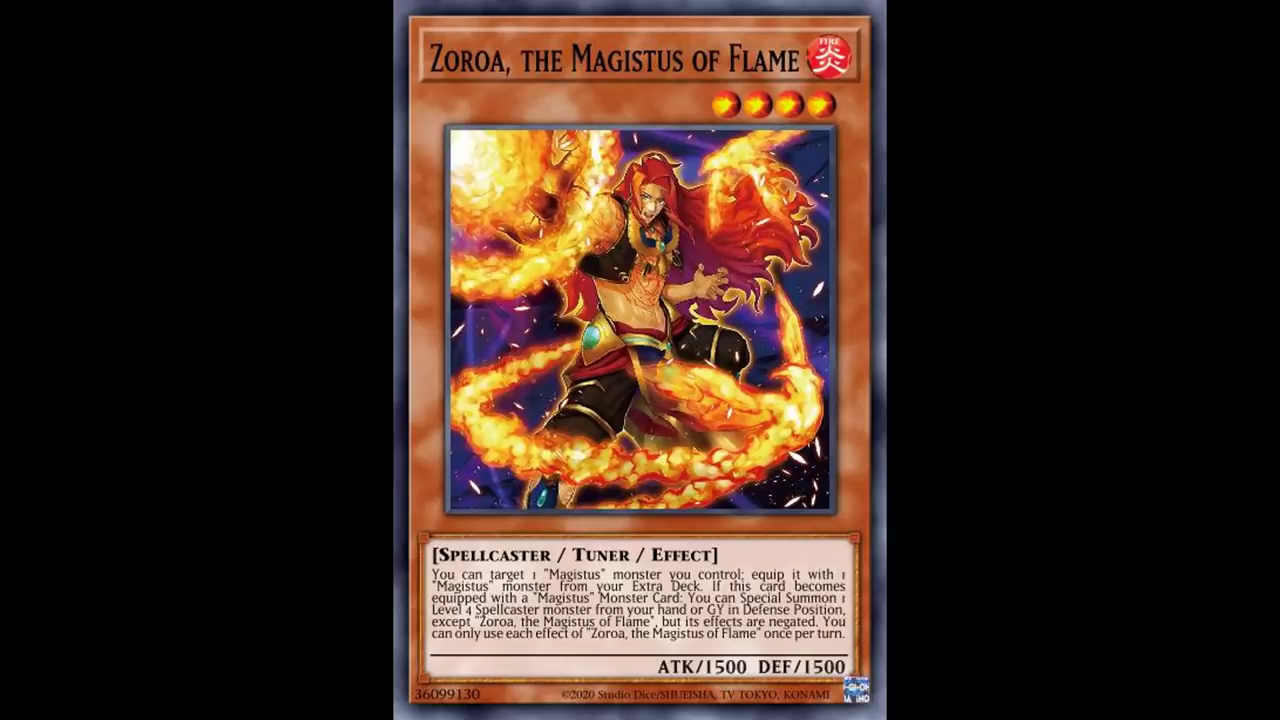 Zoroa, the Magistus of Flame
FIRE
炎
[Spellcaster / Tuner / Effect]
You can target 1 "Magistus" monster you control; equip it with 1
"Magistus" monster from your Extra Deck. If this card becomes
equipped with a "Magistus" Monster Card: You can Special Summon 1
Level 4 Spellcaster monster from your hand or GY in Defense Position,
except "Zoroa, the Magistus of Flame", but its effects are negated. You
can only use each effect of "Zoroa, the Magistus of Flame" once per turn.
ATK/1500 DEF/1500
36099130
©2020 Studio Dice/SHUEISHA, TV TOKYO, KONAMI